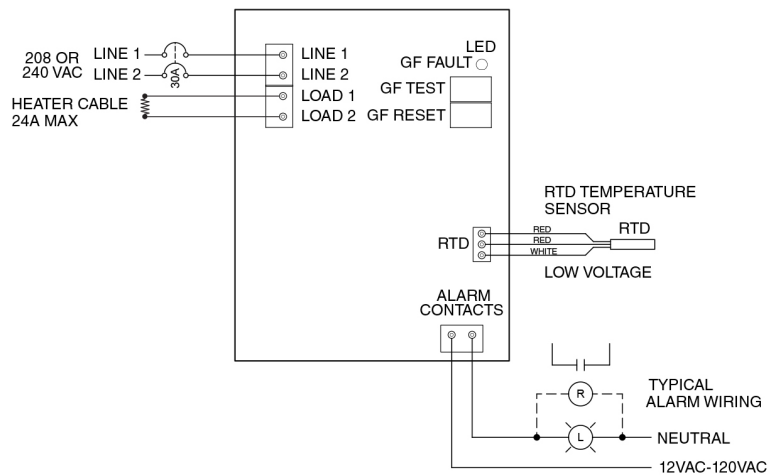 208 OR
240 VAC
LINE 1
LINE 2
30A
HEATER CABLE
24A MAX
LINE 1
LINE 2
LOAD 1
LOAD 2
LED
GF FAULT
GF TEST
GF RESET
RTD TEMPERATURE
SENSOR
RTD
RED
RED
WHITE
RTD
LOW VOLTAGE
ALARM
CONTACTS
R
TYPICAL
ALARM WIRING
L
NEUTRAL
12VAC-120VAC